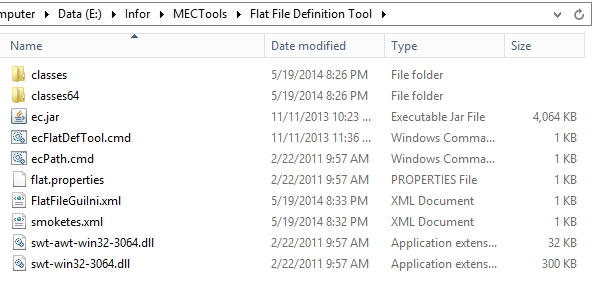 mputer Data (E:) Infor MECTools Flat File Definition Tool
Name Date modified Type Size
classes 5/19/2014 8:26 PM File folder
classes64 5/19/2014 8:26 PM File folder
ec.jar 11/11/2013 10:23 ... Executable Jar File 4,064 KB
ecFlatDefTool.cmd 11/11/2013 11:36 ... Windows Comma... 1 KB
ecPath.cmd 2/22/2011 9:57 AM Windows Comma... 1 KB
flat.properties 2/22/2011 9:57 AM PROPERTIES File 1 KB
FlatFileGuiIni.xml 5/19/2014 8:33 PM XML Document 1 KB
smoketes.xml 5/19/2014 8:32 PM XML Document 1 KB
swt-awt-win32-3064.dll 2/22/2011 9:57 AM Application extens... 32 KB
swt-win32-3064.dll 2/22/2011 9:57 AM Application extens... 300 KB